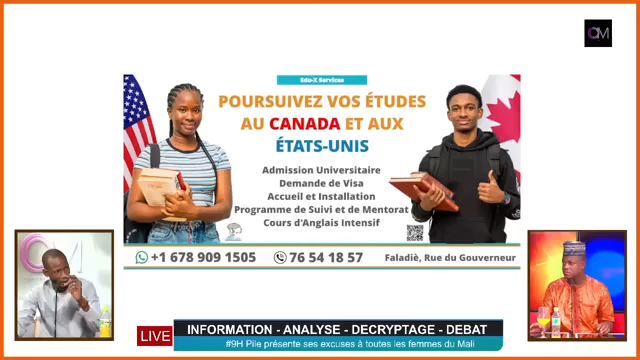 CM
Edu-X Services
POURSUIVEZ VOS ÉTUDES
AU CANADA ET AUX
ÉTATS-UNIS
Admission Universitaire
Demande de Visa
Accueil et Installation
Programme de Suivi et de Mentorat
Cours d'Anglais Intensif
+1 678 909 1505
76 54 18 57
Faladiè, Rue du Gouverneur
LIVE
INFORMATION - ANALYSE - DECRYPTAGE - DEBAT
#9H Pile présente ses excuses à toutes les femmes du Mali